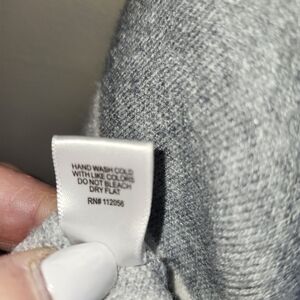 HAND WASH COLD
WITH LIKE COLORS
DO NOT BLEACH
DRY FLAT
RN# 112056